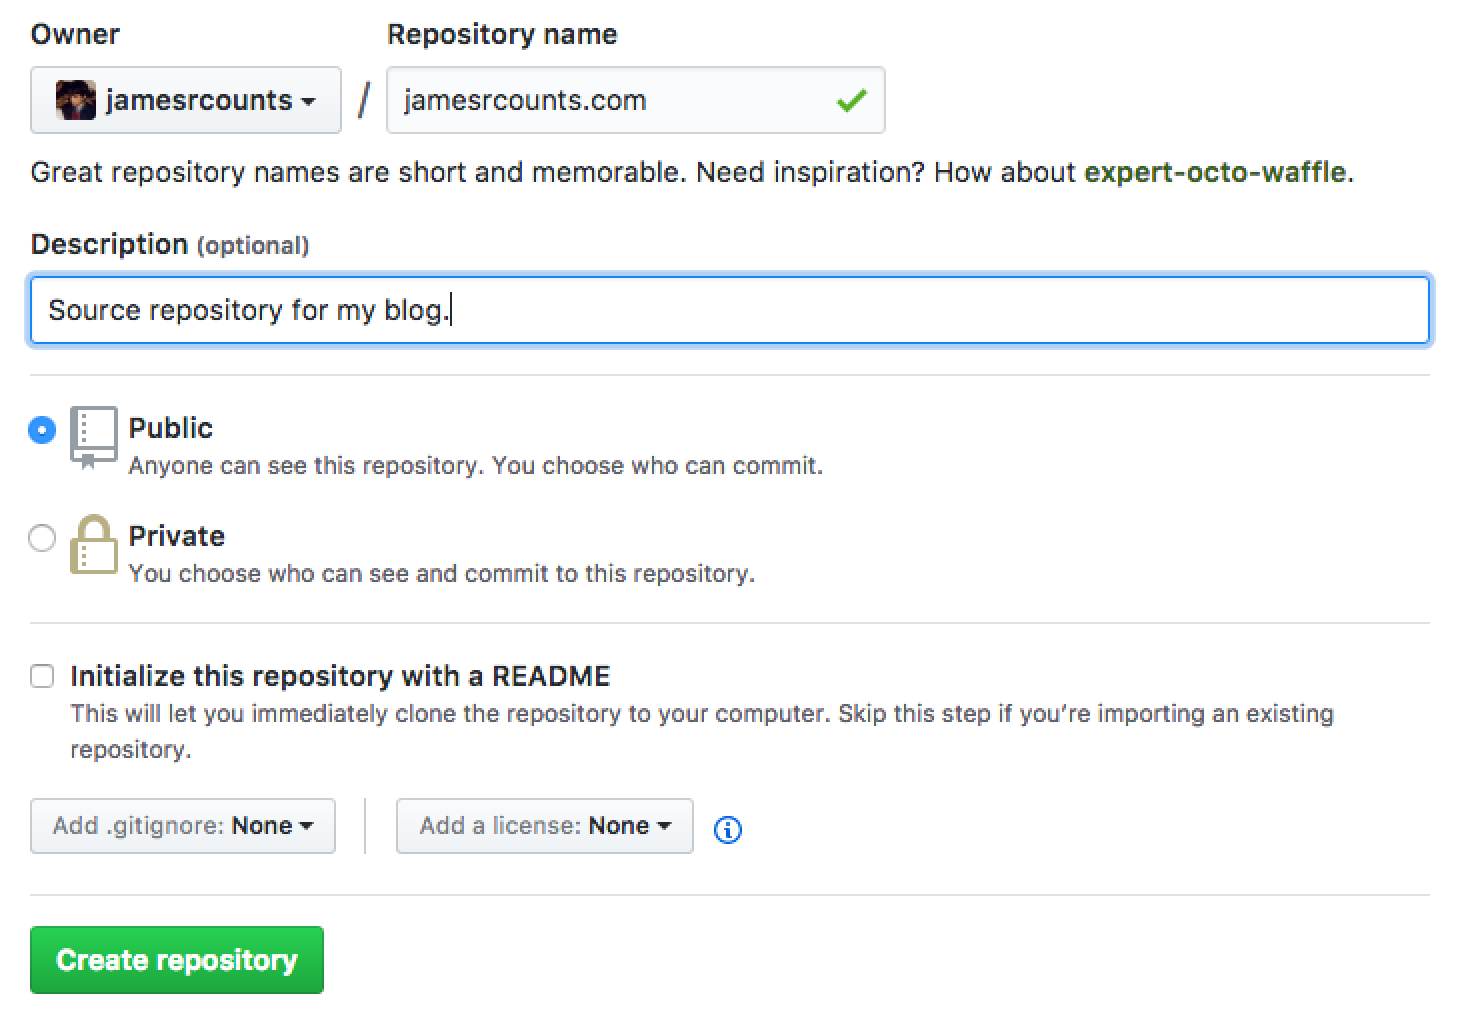 Owner
Repository name
jamesrcounts / jamesrcounts.com
Great repository names are short and memorable. Need inspiration? How about expert-octo-waffle.
Description (optional)
Source repository for my blog.
Public
Anyone can see this repository. You choose who can commit.
Private
You choose who can see and commit to this repository.
Initialize this repository with a README
This will let you immediately clone the repository to your computer. Skip this step if you’re importing an existing
repository.
Add .gitignore: None
Add a license: None
Create repository